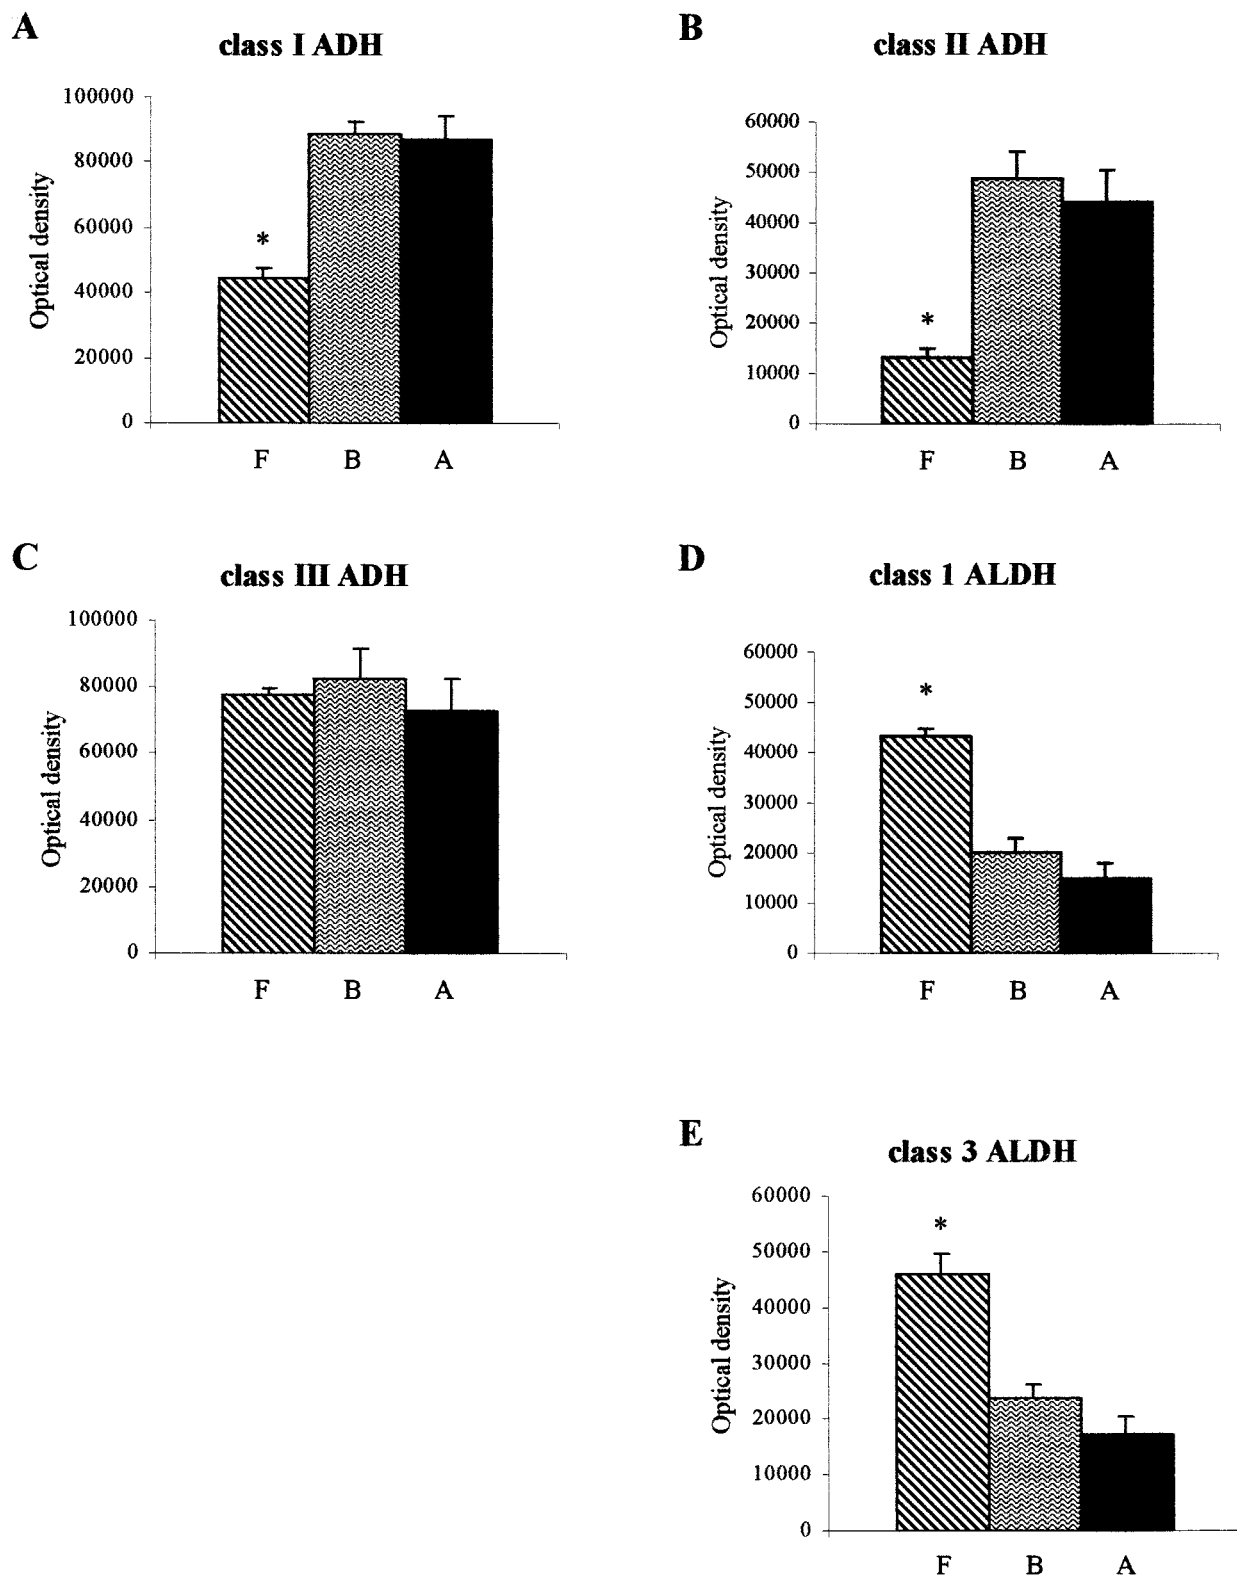 A
class I ADH
Optical density
100000
80000
60000
40000
20000
0
*
F B A
B
class II ADH
Optical density
60000
50000
40000
30000
20000
10000
0
*
F B A
C
class III ADH
Optical density
100000
80000
60000
40000
20000
0
F B A
D
class 1 ALDH
Optical density
60000
50000
40000
30000
20000
10000
0
*
F B A
E
class 3 ALDH
Optical density
60000
50000
40000
30000
20000
10000
0
*
F B A